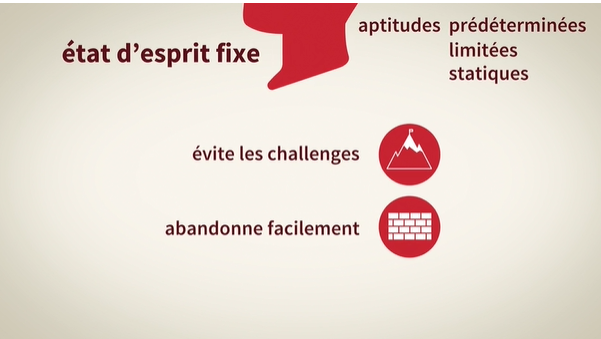 aptitudes prédéterminées
état d'esprit fixe
limitées
statiques
évite les challenges
abandonne facilement